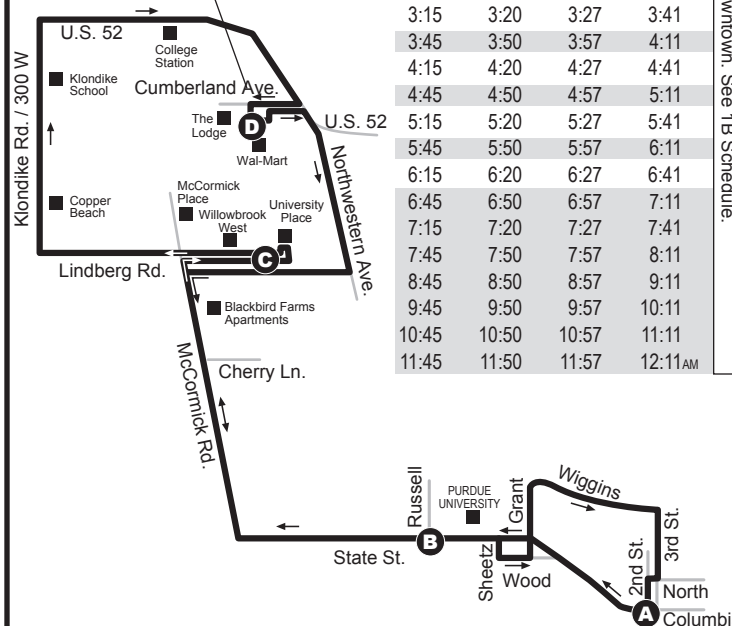 3:15 3:20 3:27 3:41
3:45 3:50 3:57 4:11
4:15 4:20 4:27 4:41
4:45 4:50 4:57 5:11
5:15 5:20 5:27 5:41
5:45 5:50 5:57 6:11
6:15 6:20 6:27 6:41
6:45 6:50 6:57 7:11
7:15 7:20 7:27 7:41
7:45 7:50 7:57 8:11
8:45 8:50 8:57 9:11
9:45 9:50 9:57 10:11
10:45 10:50 10:57 11:11
11:45 11:50 11:57 12:11AM
wntown. See 1B Schedule.
U.S. 52
College
Station
Klondike Rd. / 300 W
Klondike
School
Cumberland Ave.
The
Lodge
D
U.S. 52
Wal-Mart
Northwestern Ave.
Copper
Beach
McCormick
Place
Willowbrook
West
University
Place
C
Lindberg Rd.
Blackbird Farms
Apartments
Cherry Ln.
McCormick Rd.
Russell
PURDUE
UNIVERSITY
Grant
Wiggins
3rd St.
2nd St.
B
State St.
Sheetz
Wood
North
A
Columbi